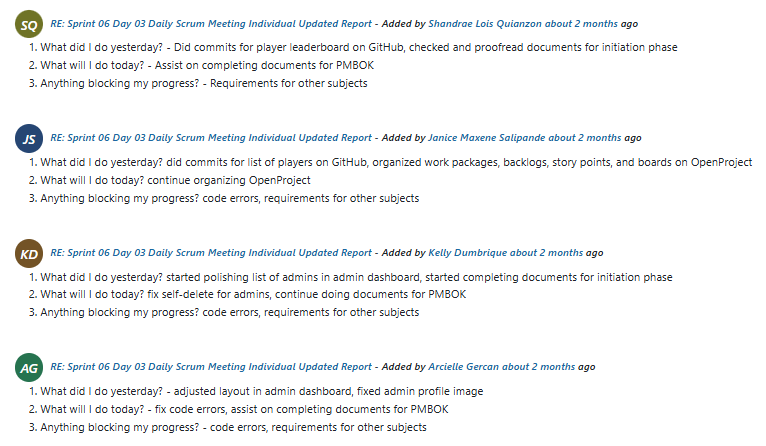 SQ RE: Sprint 06 Day 03 Daily Scrum Meeting Individual Updated Report - Added by Shandrae Lois Quianzon about 2 months ago
1. What did I do yesterday? - Did commits for player leaderboard on GitHub, checked and proofread documents for initiation phase
2. What will I do today? - Assist on completing documents for PMBOK
3. Anything blocking my progress? - Requirements for other subjects
JS RE: Sprint 06 Day 03 Daily Scrum Meeting Individual Updated Report - Added by Janice Maxene Salipande about 2 months ago
1. What did I do yesterday? did commits for list of players on GitHub, organized work packages, backlogs, story points, and boards on OpenProject
2. What will I do today? continue organizing OpenProject
3. Anything blocking my progress? code errors, requirements for other subjects
KD RE: Sprint 06 Day 03 Daily Scrum Meeting Individual Updated Report - Added by Kelly Dumbrique about 2 months ago
1. What did I do yesterday? started polishing list of admins in admin dashboard, started completing documents for initiation phase
2. What will I do today? fix self-delete for admins, continue doing documents for PMBOK
3. Anything blocking my progress? code errors, requirements for other subjects
AG RE: Sprint 06 Day 03 Daily Scrum Meeting Individual Updated Report - Added by Arcielle Gercan about 2 months ago
1. What did I do yesterday? - adjusted layout in admin dashboard, fixed admin profile image
2. What will I do today? - fix code errors, assist on completing documents for PMBOK
3. Anything blocking my progress? - code errors, requirements for other subjects